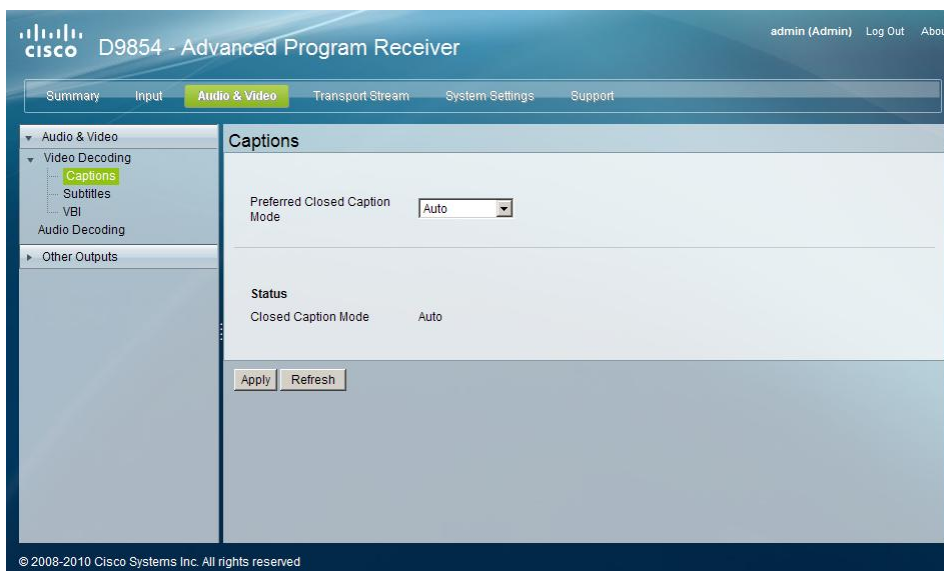 admin (Admin) Log Out Abou
CISCO D9854 - Advanced Program Receiver
Summary Input Audio & Video Transport Stream System Settings Support
Audio & Video
Video Decoding
Captions
Subtitles
VBI
Audio Decoding
Other Outputs
Captions
Preferred Closed Caption
Mode
Auto
Status
Closed Caption Mode Auto
Apply Refresh
© 2008-2010 Cisco Systems Inc. All rights reserved